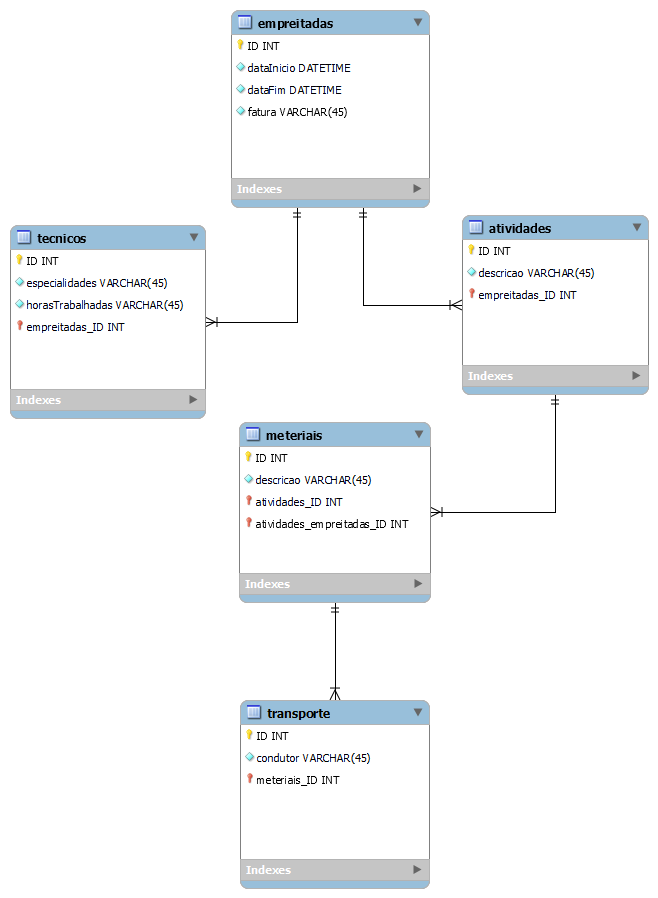 empreitadas
ID INT
dataInicio DATETIME
dataFim DATETIME
fatura VARCHAR(45)
Indexes
tecnicos
ID INT
especialidades VARCHAR(45)
horasTrabalhadas VARCHAR(45)
empreitadas_ID INT
Indexes
atividades
ID INT
descricao VARCHAR(45)
empreitadas_ID INT
Indexes
meteriais
ID INT
descricao VARCHAR(45)
atividades_ID INT
atividades_empreitadas_ID INT
Indexes
transporte
ID INT
condutor VARCHAR(45)
meteriais_ID INT
Indexes